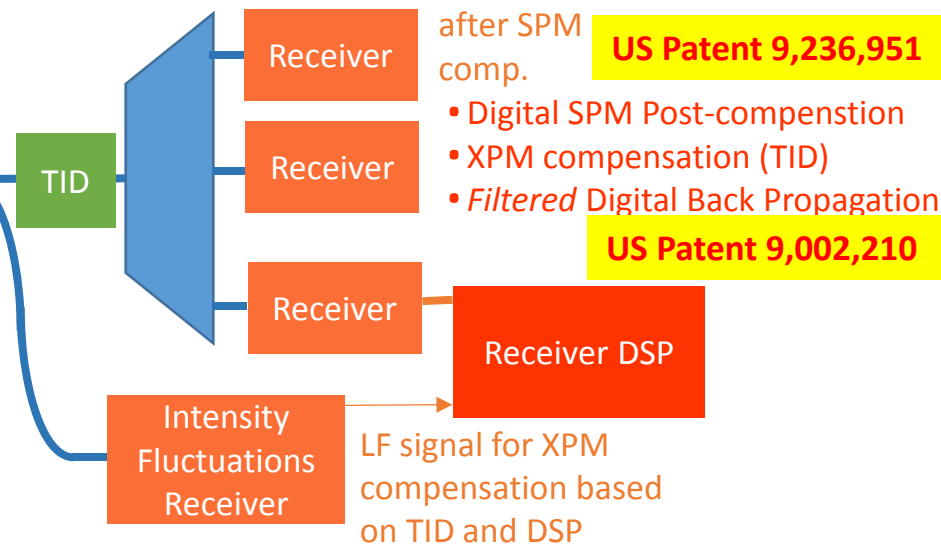 Receiver
after SPM
comp.
US Patent 9,236,951
• Digital SPM Post-compenstion
• XPM compensation (TID)
• Filtered Digital Back Propagation
US Patent 9,002,210
TID
Receiver
Receiver
Receiver DSP
Intensity
Fluctuations
Receiver
LF signal for XPM
compensation based
on TID and DSP